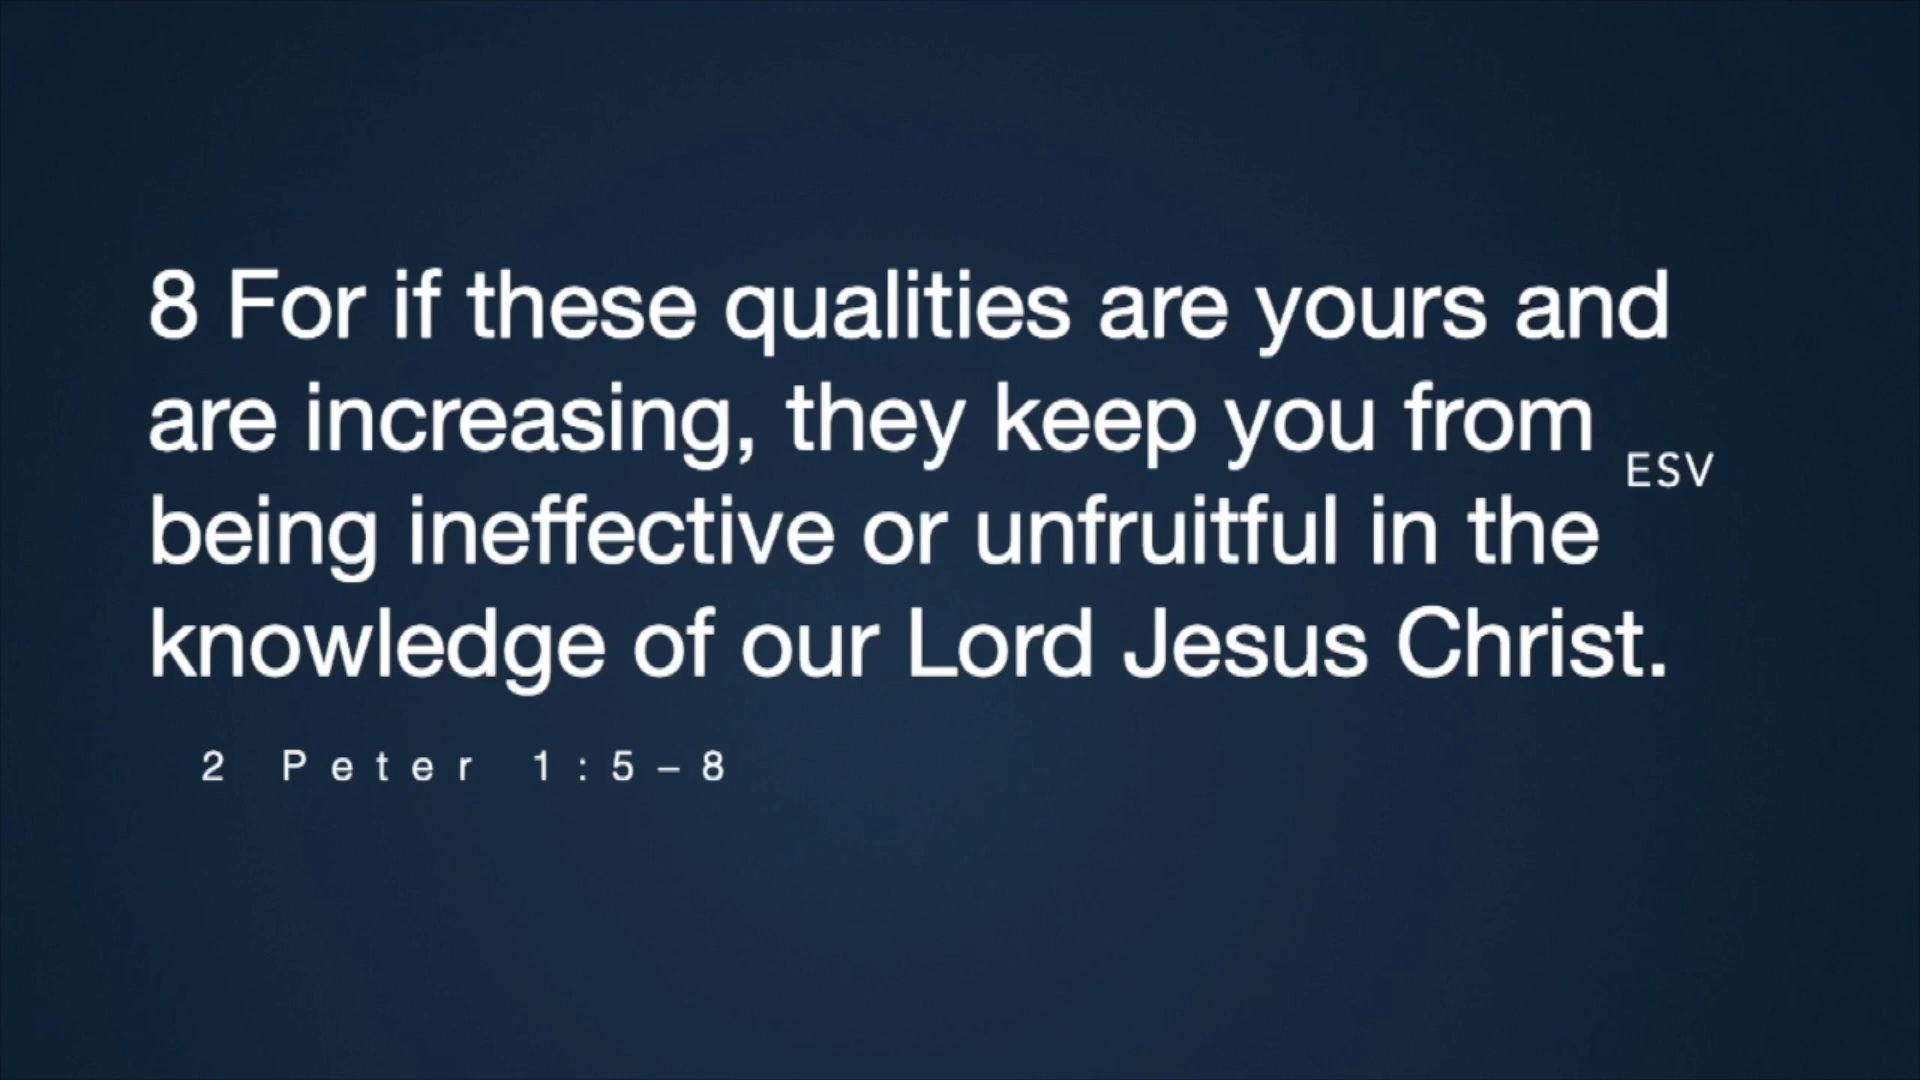 8 For if these qualities are yours and
are increasing, they keep you from
ESV
being ineffective or unfruitful in the
knowledge of our Lord Jesus Christ.
2 Peter 1:5–8